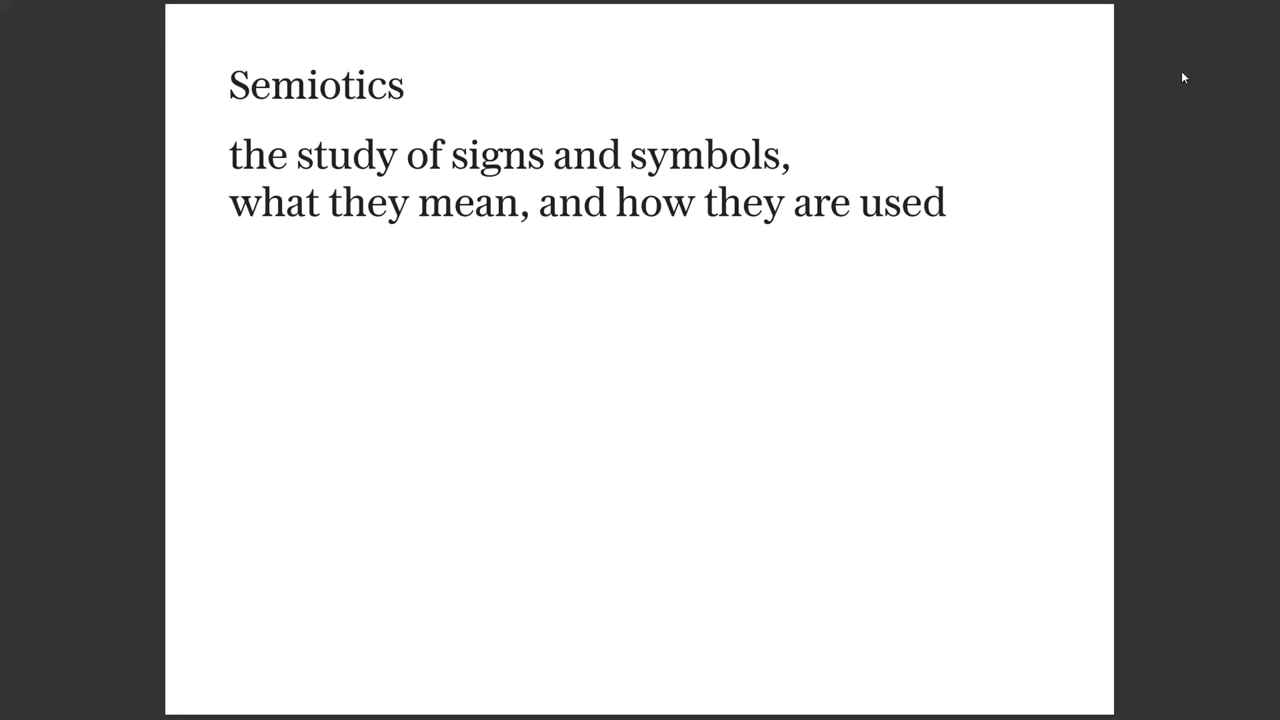 Semiotics
the study of signs and symbols,
what they mean, and how they are used